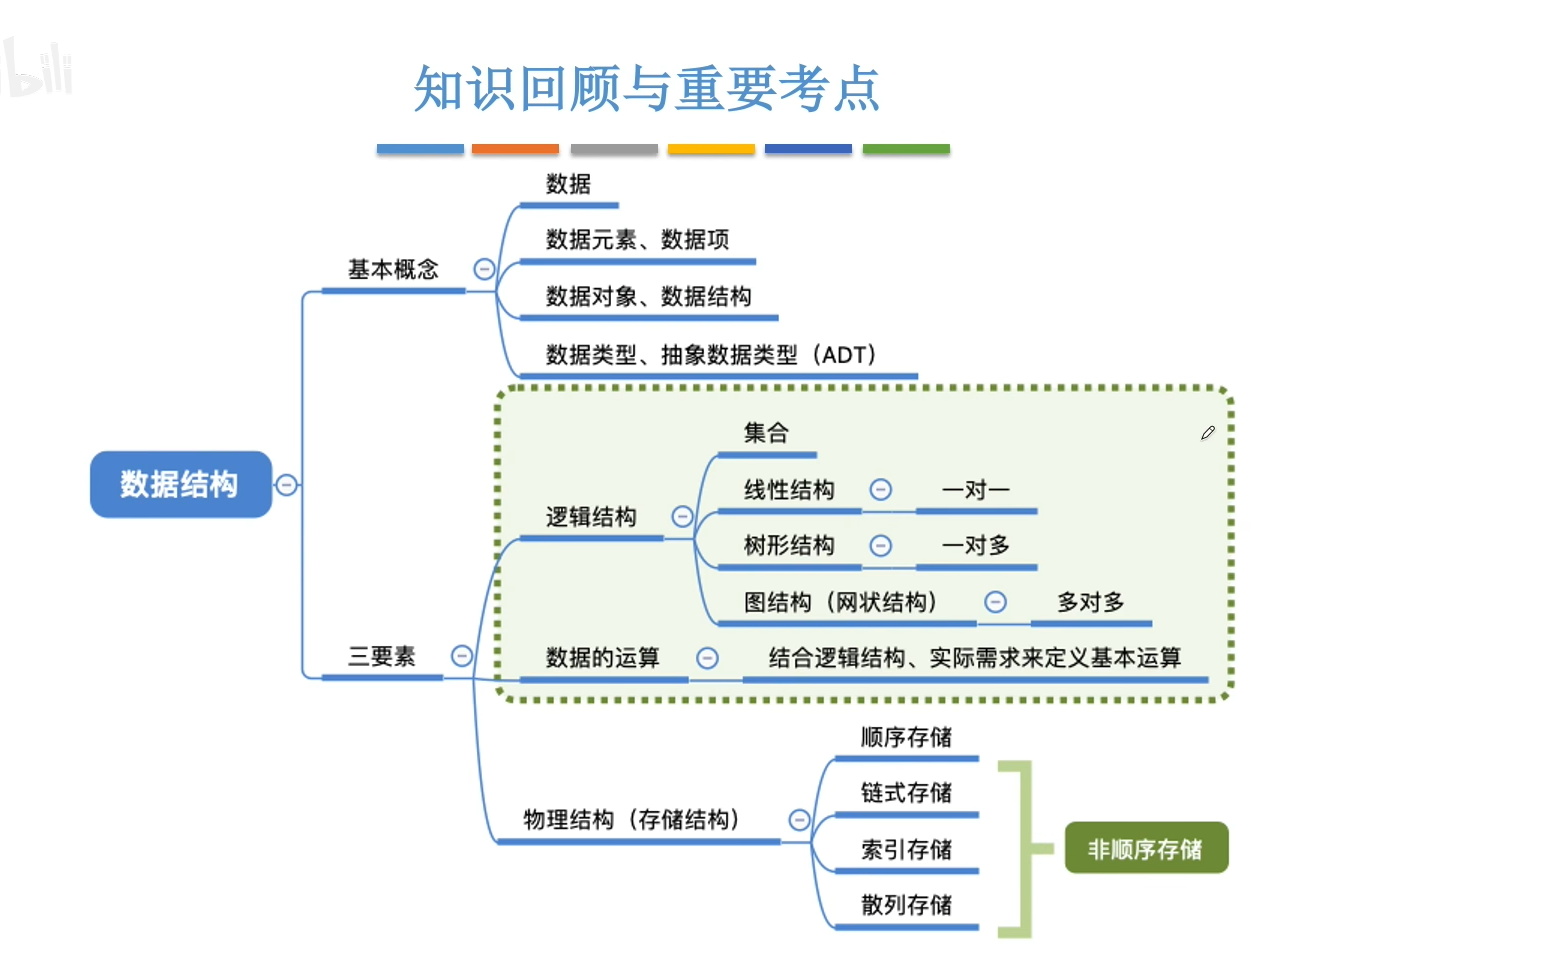 bili
知识回顾与重要考点
数据结构
基本概念
数据
数据元素、数据项
数据对象、数据结构
数据类型、抽象数据类型（ADT）
三要素
逻辑结构
集合
线性结构
一对一
树形结构
一对多
图结构（网状结构）
多对多
数据的运算
结合逻辑结构、实际需求来定义基本运算
物理结构（存储结构）
顺序存储
链式存储
索引存储
散列存储
非顺序存储